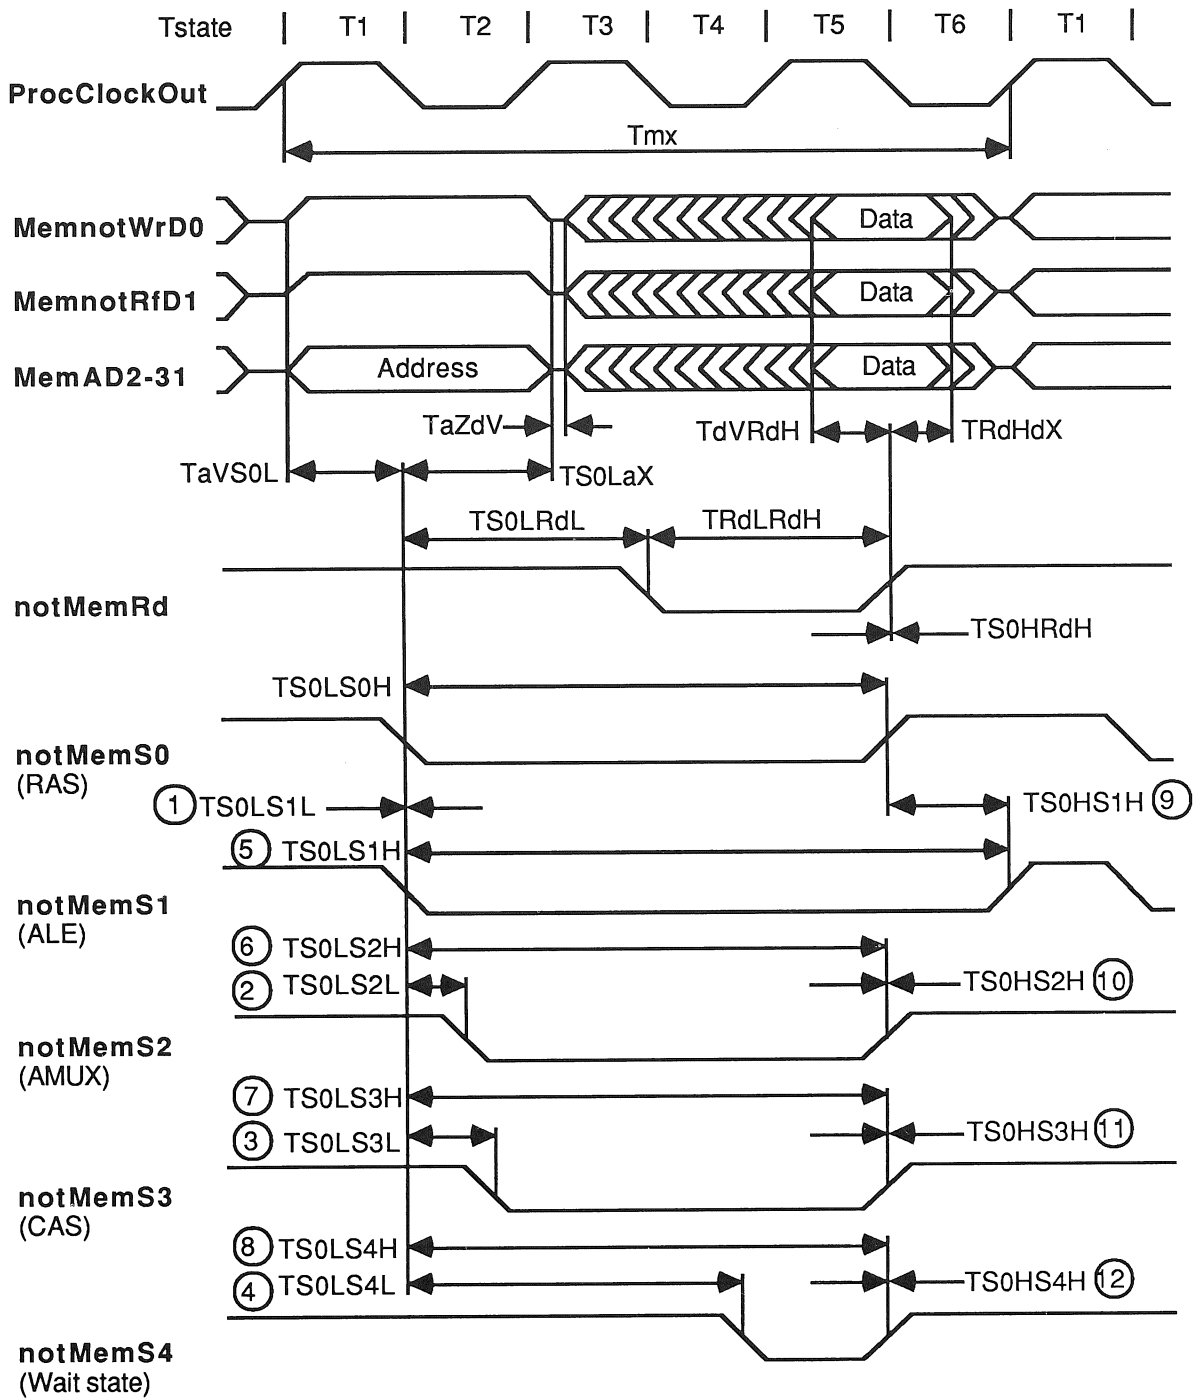 Tstate | T1 | T2 | T3 | T4 | T5 | T6 | T1 |
ProcClockOut
Tmx
MemnotWrD0 Data
MemnotRfD1 Data
MemAD2-31 Address Data
TaZdV TdVRdH TRdHdX
TaVS0L TS0LaX
TS0LRdL TRdLRdH
notMemRd
TS0HRdH
TS0LS0H
notMemS0
(RAS)
1 TS0LS1L TS0HS1H 9
5 TS0LS1H
notMemS1
(ALE)
6 TS0LS2H
2 TS0LS2L TS0HS2H 10
notMemS2
(AMUX)
7 TS0LS3H
3 TS0LS3L TS0HS3H 11
notMemS3
(CAS)
8 TS0LS4H
4 TS0LS4L TS0HS4H 12
notMemS4
(Wait state)